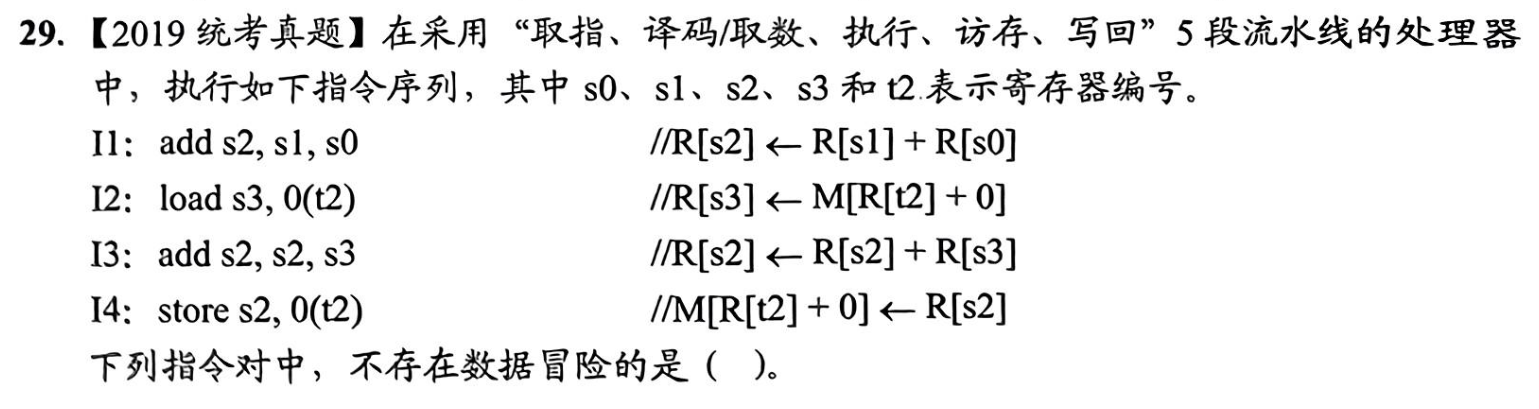 29. 【2019 统考真题】在采用“取指、译码/取数、执行、访存、写回”5 段流水线的处理器
中，执行如下指令序列，其中 s0、s1、s2、s3 和 t2 表示寄存器编号。
I1: add s2, s1, s0 //R[s2] ← R[s1] + R[s0]
I2: load s3, 0(t2) //R[s3] ← M[R[t2] + 0]
I3: add s2, s2, s3 //R[s2] ← R[s2] + R[s3]
I4: store s2, 0(t2) //M[R[t2] + 0] ← R[s2]
下列指令对中，不存在数据冒险的是（ ）。